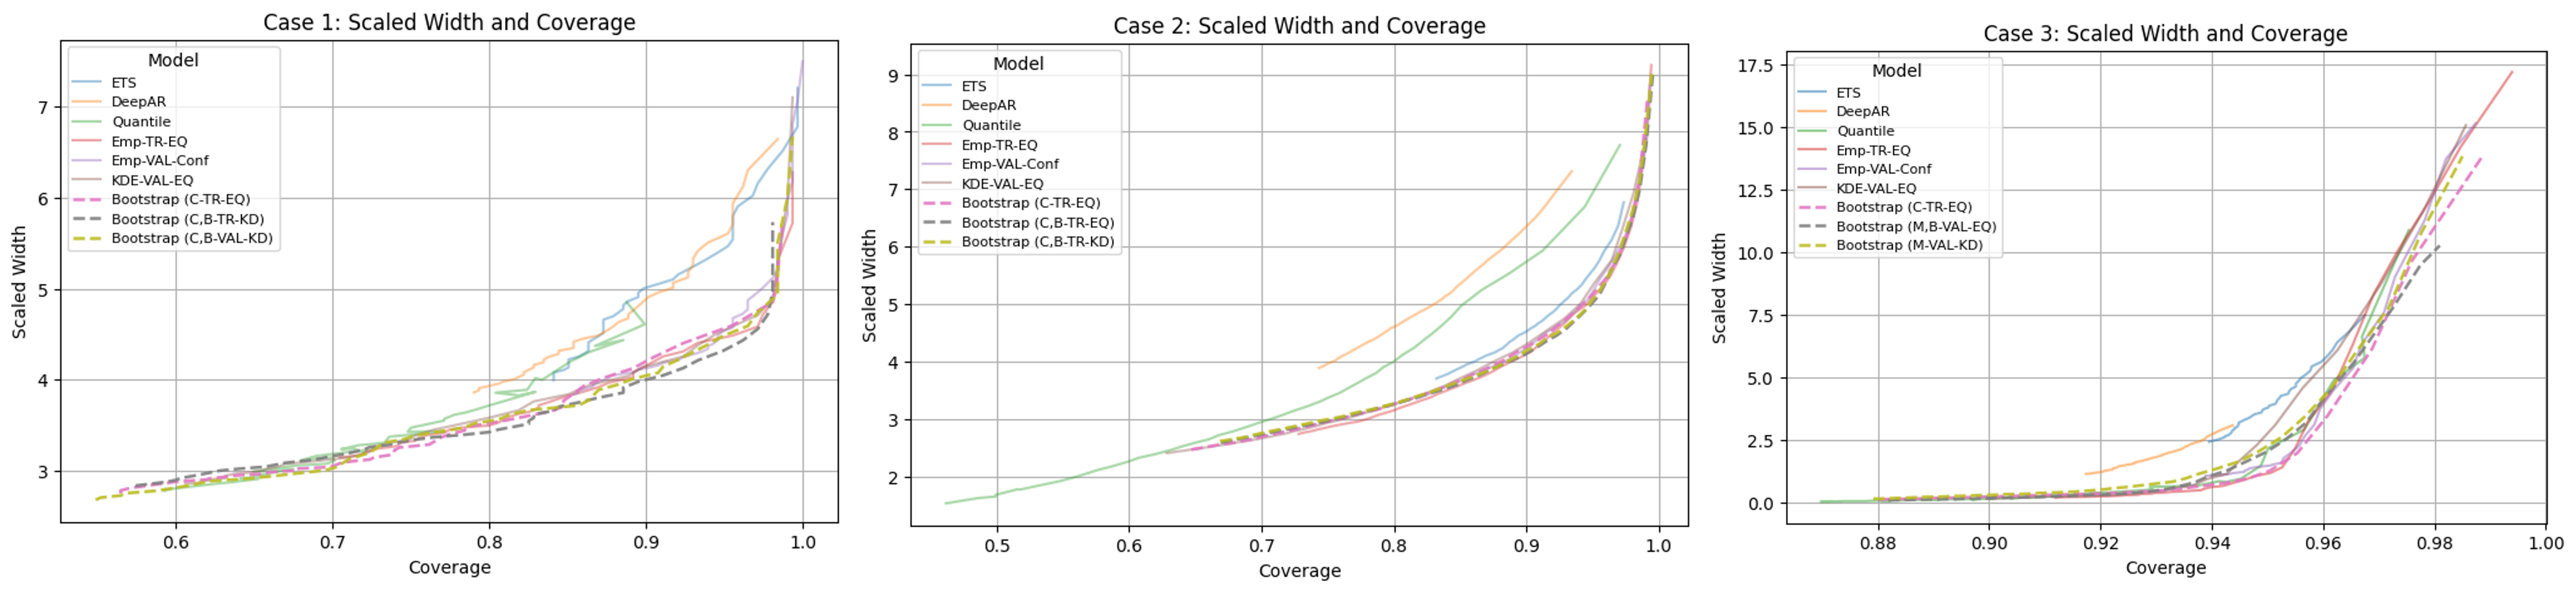 Case 1: Scaled Width and Coverage
Model
ETS
DeepAR
Quantile
Emp-TR-EQ
Emp-VAL-Conf
KDE-VAL-EQ
Bootstrap (C-TR-EQ)
Bootstrap (C,B-TR-KD)
Bootstrap (C,B-VAL-KD)
Scaled Width
7
6
5
4
3
0.6 0.7 0.8 0.9 1.0
Coverage
Case 2: Scaled Width and Coverage
Model
ETS
DeepAR
Quantile
Emp-TR-EQ
Emp-VAL-Conf
KDE-VAL-EQ
Bootstrap (C-TR-EQ)
Bootstrap (C,B-TR-EQ)
Bootstrap (C,B-TR-KD)
Scaled Width
9
8
7
6
5
4
3
2
0.5 0.6 0.7 0.8 0.9 1.0
Coverage
Case 3: Scaled Width and Coverage
Model
ETS
DeepAR
Quantile
Emp-TR-EQ
Emp-VAL-Conf
KDE-VAL-EQ
Bootstrap (C-TR-EQ)
Bootstrap (M,B-VAL-EQ)
Bootstrap (M-VAL-KD)
Scaled Width
17.5
15.0
12.5
10.0
7.5
5.0
2.5
0.0
0.88 0.90 0.92 0.94 0.96 0.98 1.00
Coverage